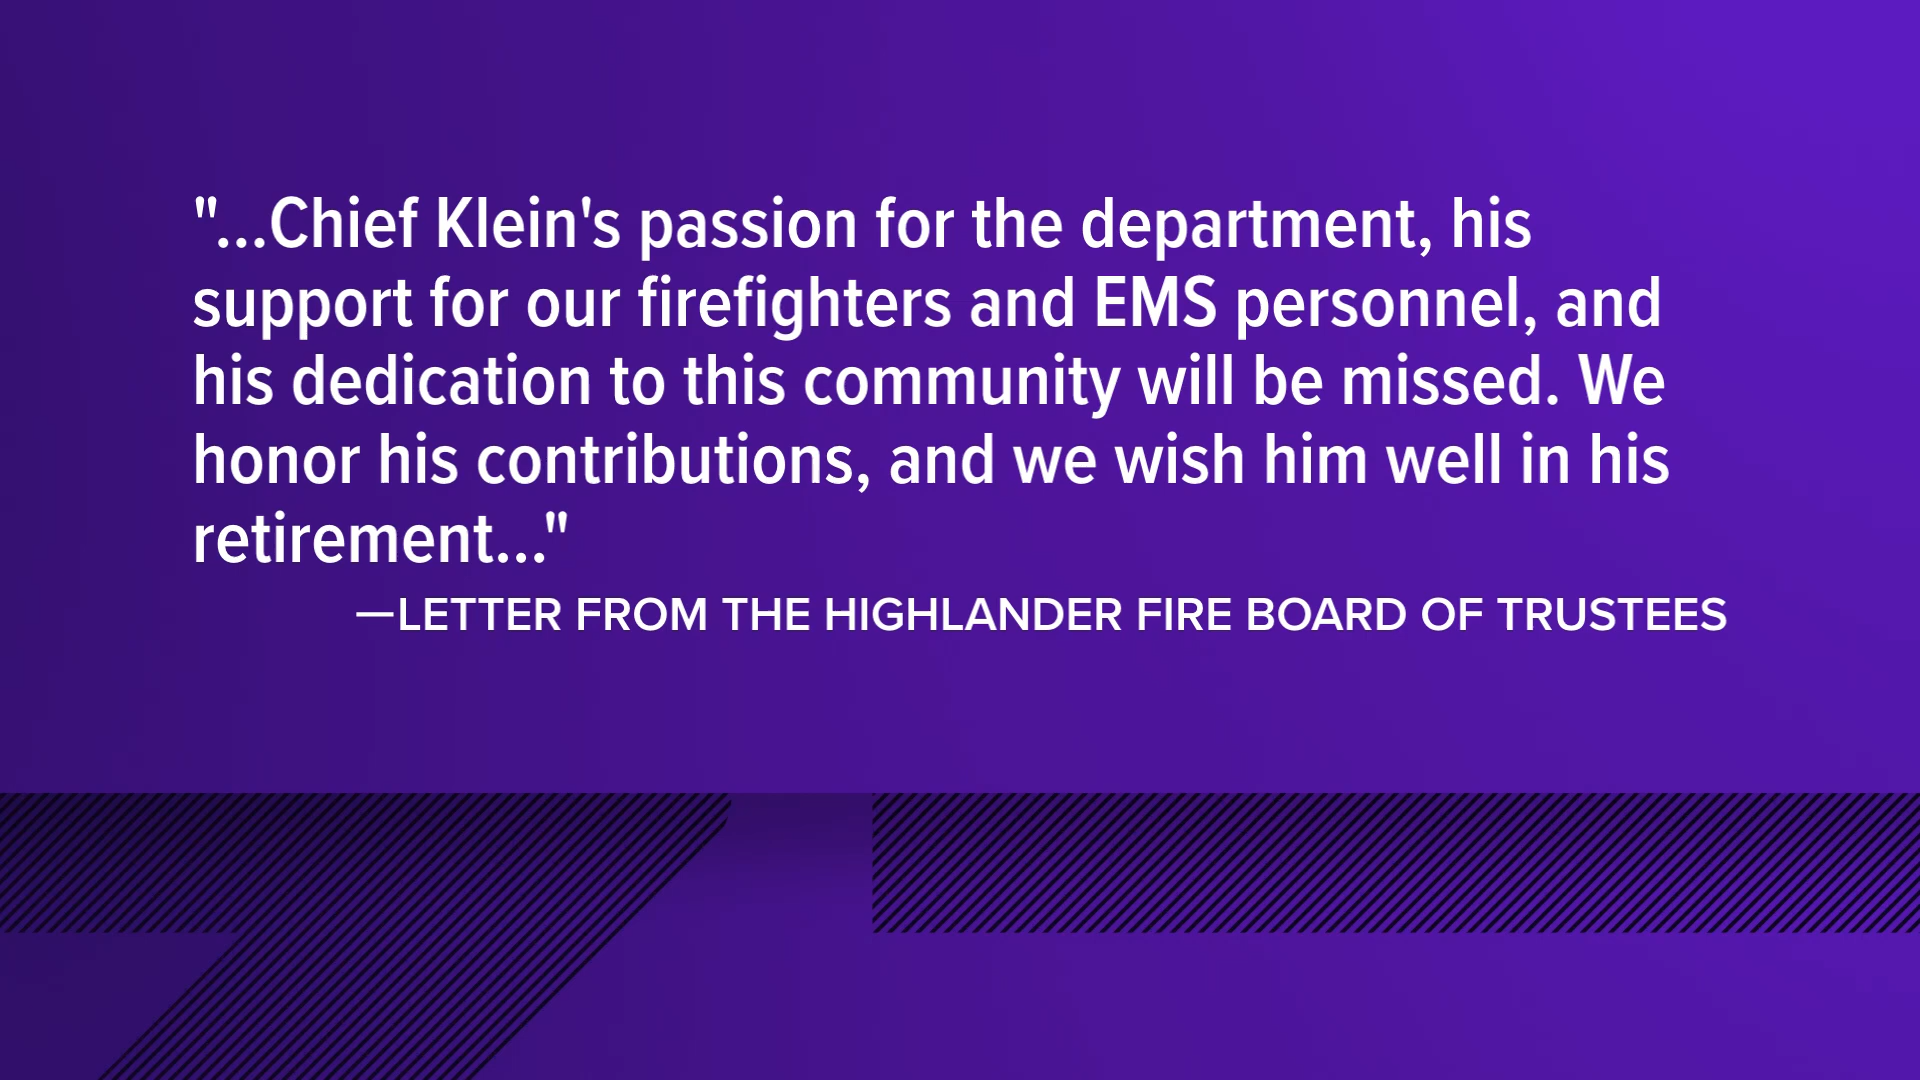 "...Chief Klein's passion for the department, his
support for our firefighters and EMS personnel, and
his dedication to this community will be missed. We
honor his contributions, and we wish him well in his
retirement..."
—LETTER FROM THE HIGHLANDER FIRE BOARD OF TRUSTEES